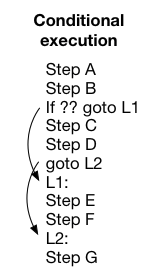 Conditional
execution
Step A
Step B
If ?? goto L1
Step C
Step D
goto L2
L1:
Step E
Step F
L2:
Step G